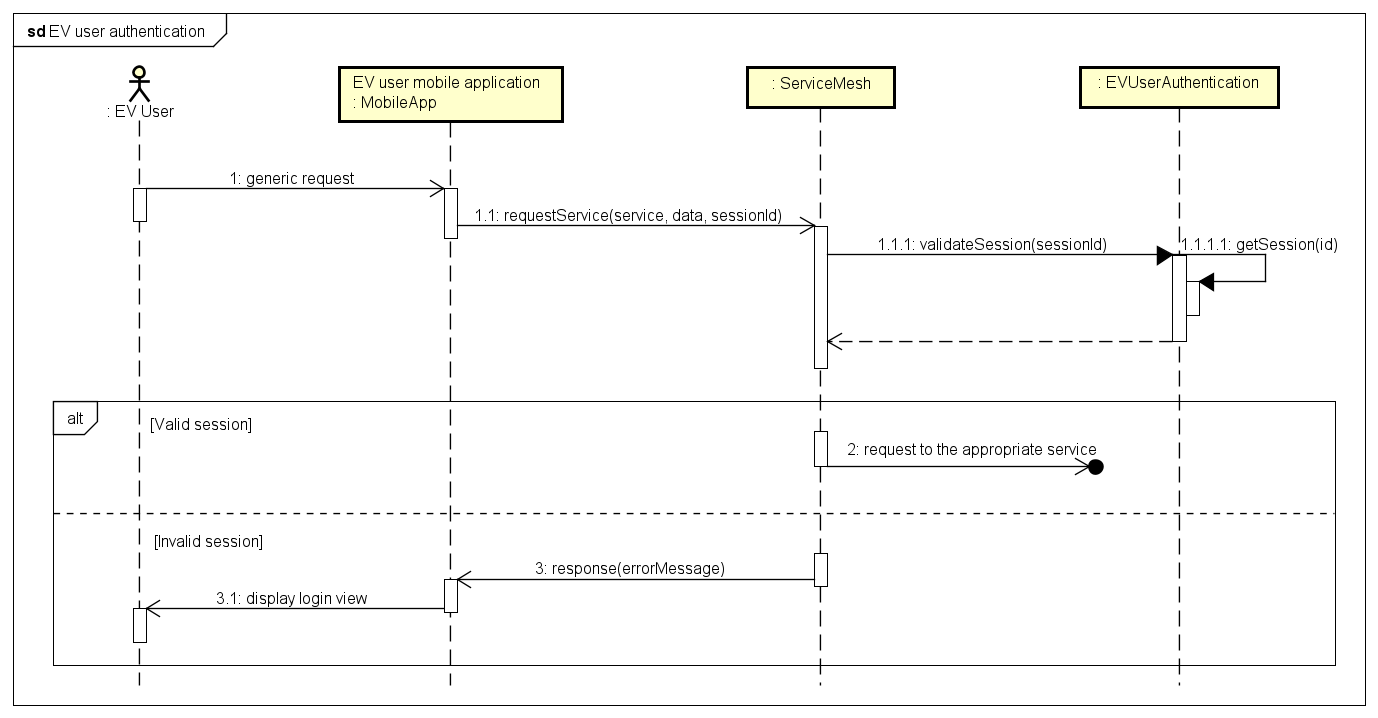 sd EV user authentication
: EV User
EV user mobile application
: MobileApp
: ServiceMesh
: EVUserAuthentication
1: generic request
1.1: requestService(service, data, sessionId)
1.1.1: validateSession(sessionId)
1.1.1.1: getSession(id)
alt
[Valid session]
2: request to the appropriate service
[Invalid session]
3: response(errorMessage)
3.1: display login view